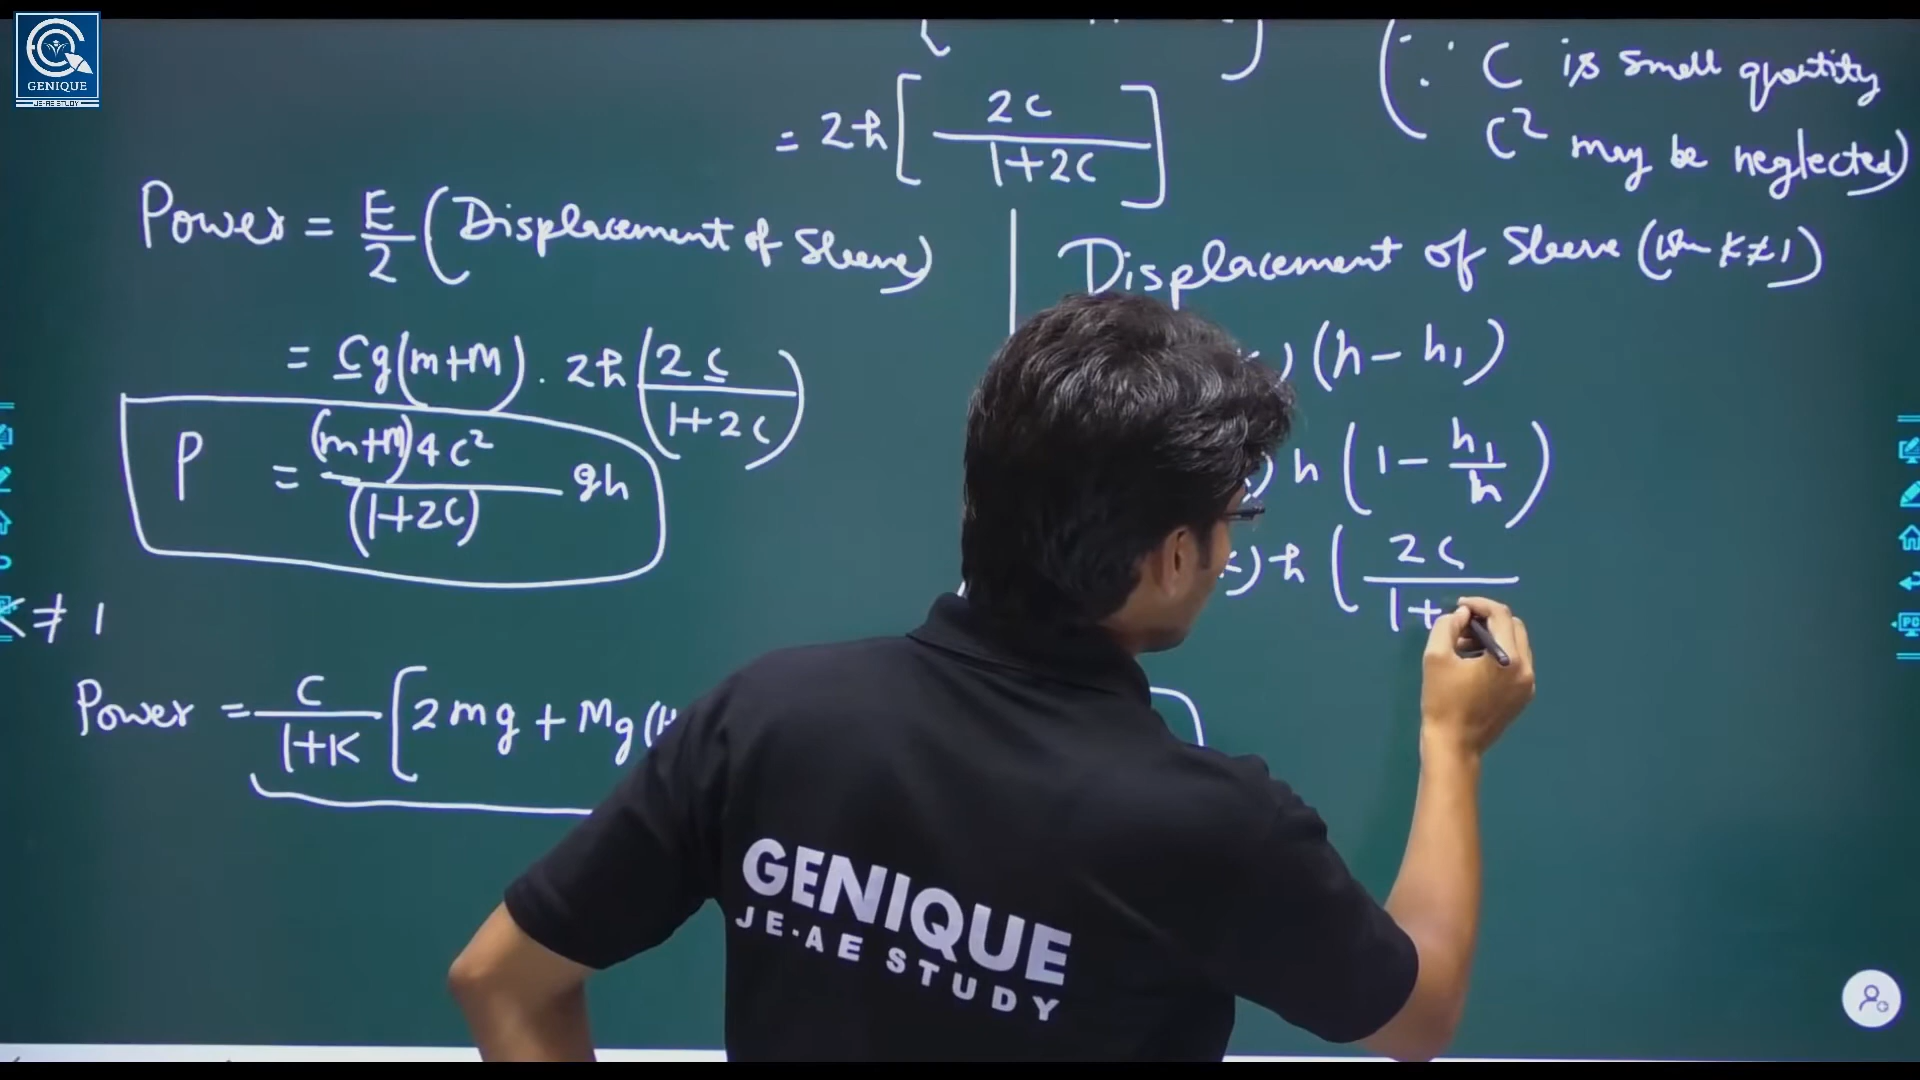 GENIQUE
JE-AE STUDY
(∵ C is small quantity
C² may be neglected)
= 2h [ 2C / 1+2C ]
Power = E/2 (Displacement of Sleeve)
= Cg(m+M) . 2h (2C / 1+2C)
P = (m+M)4C² / (1+2C) gh
K ≠ 1
Power = C / 1+K [2mg + Mg(1+
Displacement of Sleeve (when K≠1)
) (h - h₁)
) h (1 - h₁/h)
) h ( 2C / 1+
GENIQUE
JE-AE STUDY